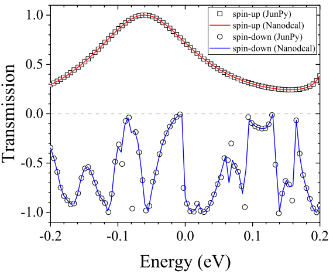 spin-up (JunPy)
spin-up (Nanodcal)
spin-down (JunPy)
spin-down (Nanodcal)
Transmission
1.0
0.5
0.0
-0.5
-1.0
-0.2
-0.1
0.0
0.1
0.2
Energy (eV)